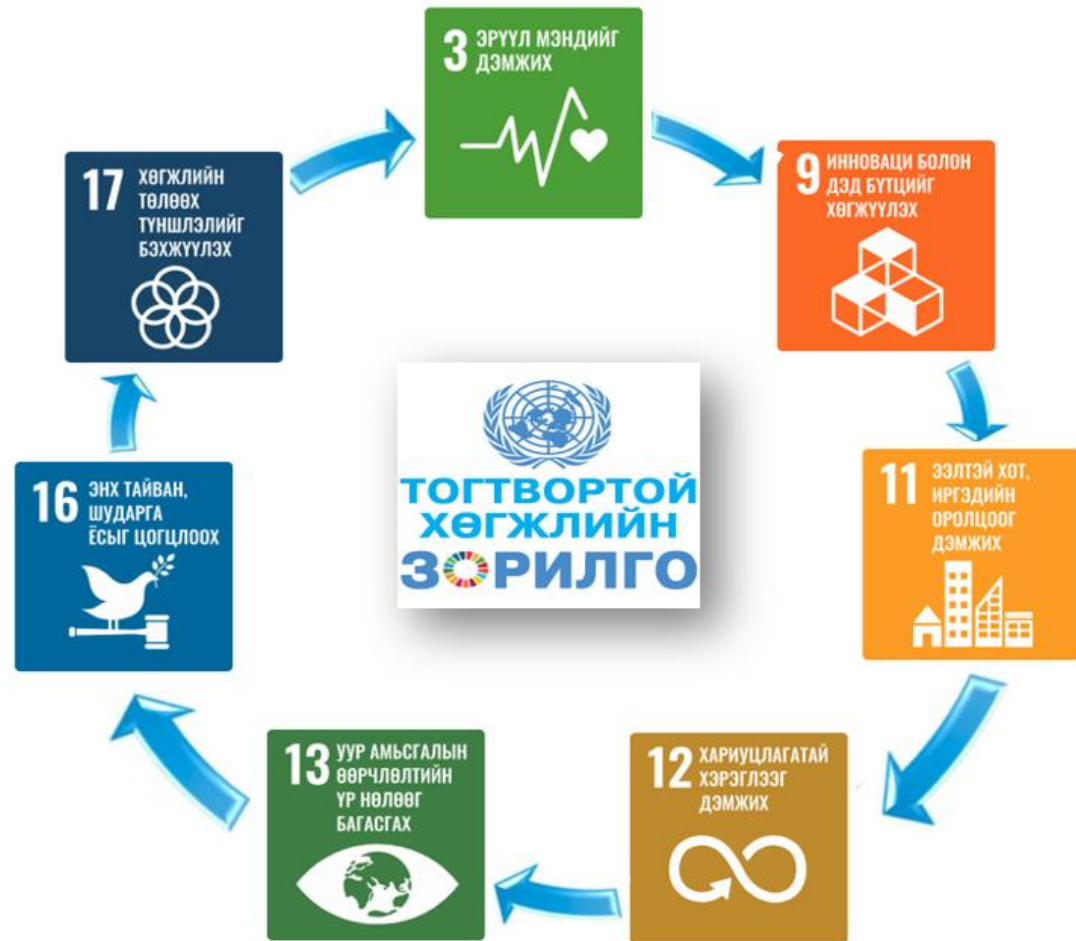 3 ЭРҮҮЛ МЭНДИЙГ
ДЭМЖИХ
9 ИННОВАЦИ БОЛОН
ДЭД БҮТЦИЙГ
ХӨГЖҮҮЛЭХ
11 ЭЭЛТЭЙ ХОТ,
ИРГЭДИЙН
ОРОЛЦООГ
ДЭМЖИХ
12 ХАРИУЦЛАГАТАЙ
ХЭРЭГЛЭЭГ
ДЭМЖИХ
13 УУР АМЬСГАЛЫН
ӨӨРЧЛӨЛТИЙН
ҮР НӨЛӨӨГ
БАГАСГАХ
16 ЭНХ ТАЙВАН,
ШУДАРГА
ЁСЫГ ЦОГЦЛООХ
17 ХӨГЖЛИЙН
ТӨЛӨӨХ
ТҮНШЛЭЛИЙГ
БЭХЖҮҮЛЭХ
ТОГТВОРТОЙ
ХӨГЖЛИЙН
ЗОРИЛГО